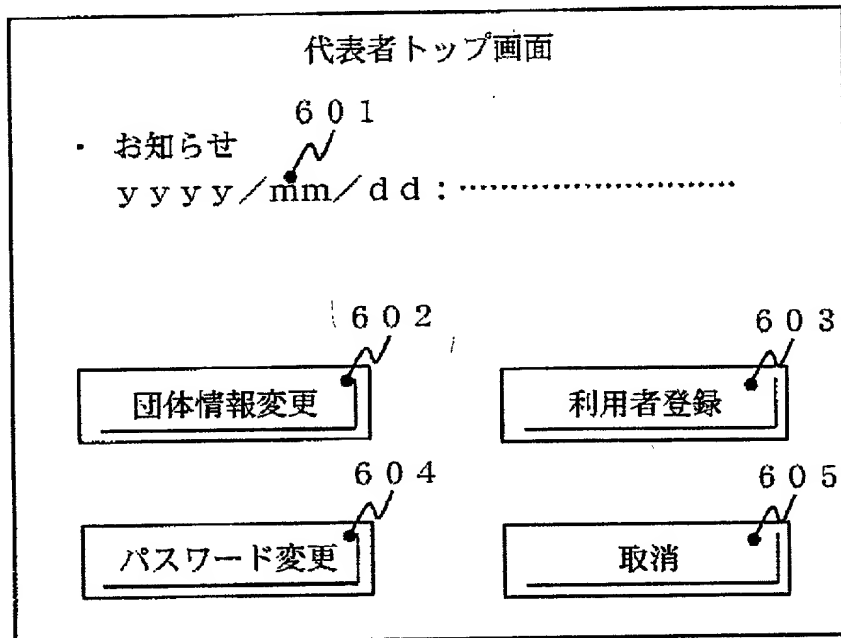 代表者トップ画面
601
・お知らせ
yyyy/mm/dd:…………………………
602
603
団体情報変更
利用者登録
604
605
パスワード変更
取消